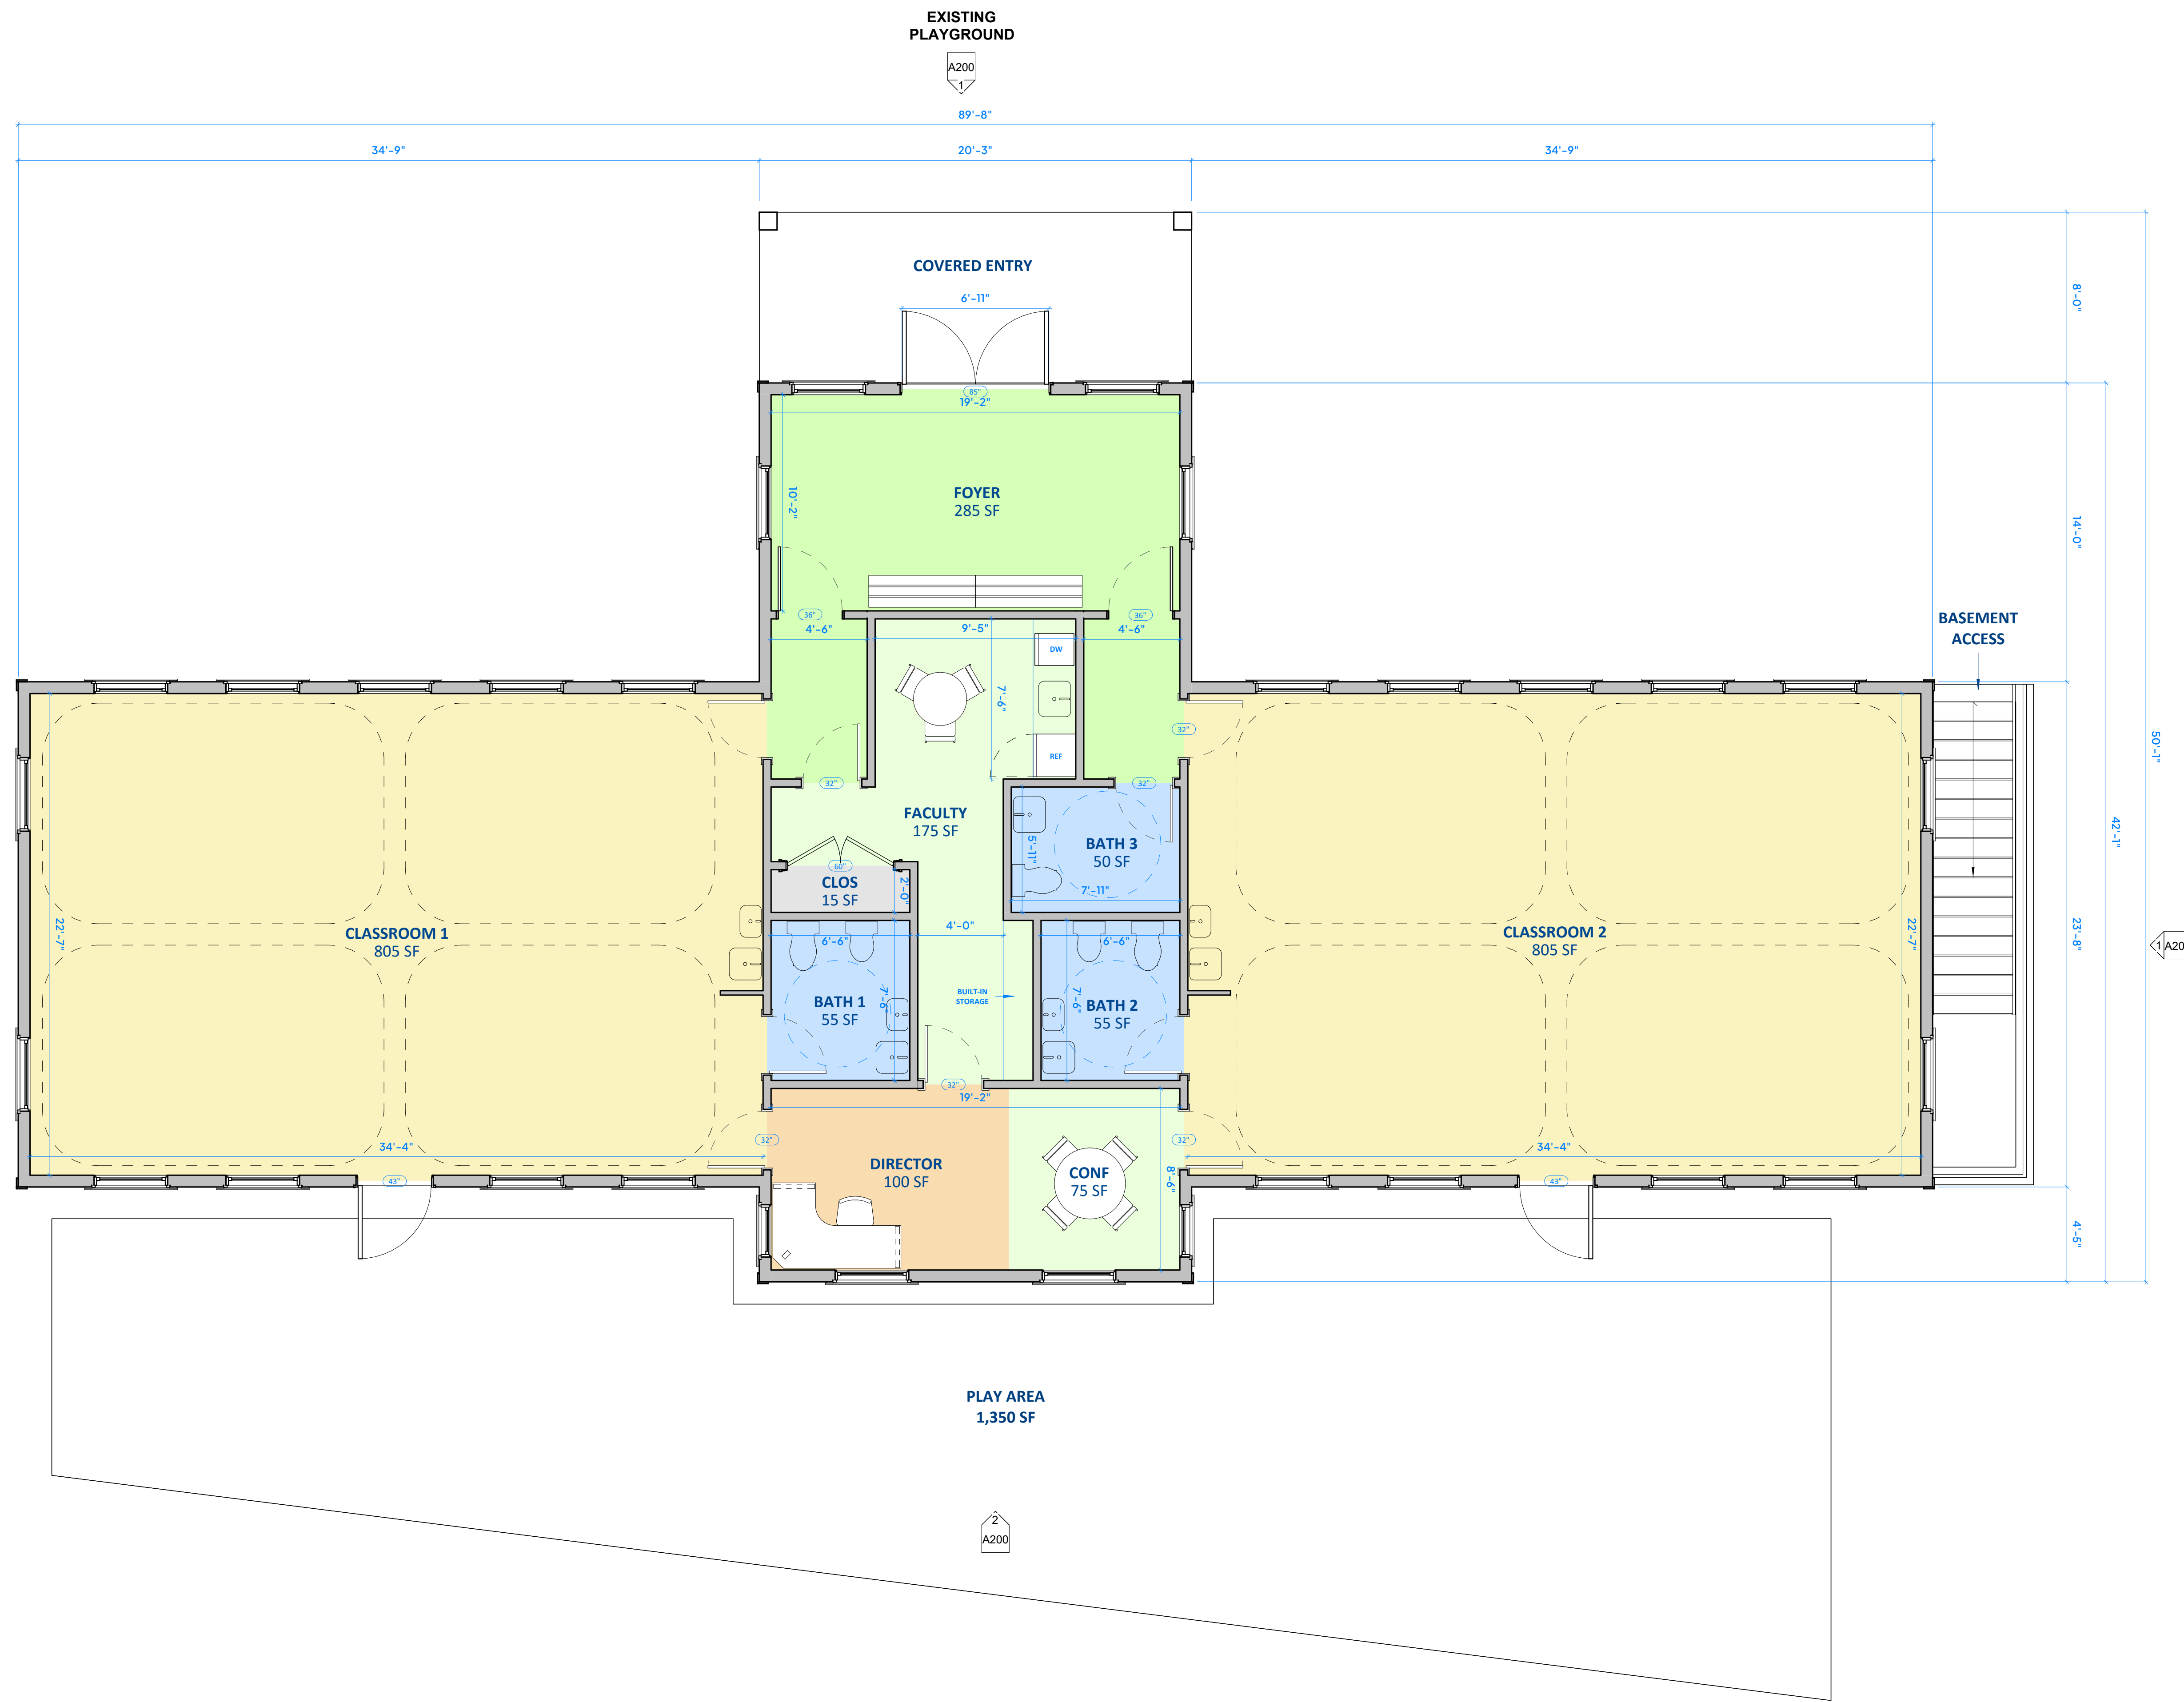 EXISTING
PLAYGROUND
A200
1
89'-8"
34'-9"
20'-3"
34'-9"
COVERED ENTRY
6'-11"
8'-0"
85"
19'-2"
10'-2"
FOYER
285 SF
14'-0"
36"
36"
4'-6"
9'-5"
4'-6"
DW
BASEMENT
ACCESS
7'-6"
32"
REF
50'-1"
32"
32"
FACULTY
175 SF
42'-1"
BATH 3
50 SF
5'-11"
60"
CLOS
15 SF
2'-0"
7'-11"
CLASSROOM 1
805 SF
22'-7"
6'-6"
4'-0"
6'-6"
CLASSROOM 2
805 SF
22'-7"
23'-8"
1
A20
BUILT-IN
STORAGE
BATH 1
55 SF
7'-6"
7'-6"
BATH 2
55 SF
32"
19'-2"
34'-4"
32"
32"
34'-4"
DIRECTOR
100 SF
CONF
75 SF
8'-6"
43"
43"
4'-5"
PLAY AREA
1,350 SF
2
A200